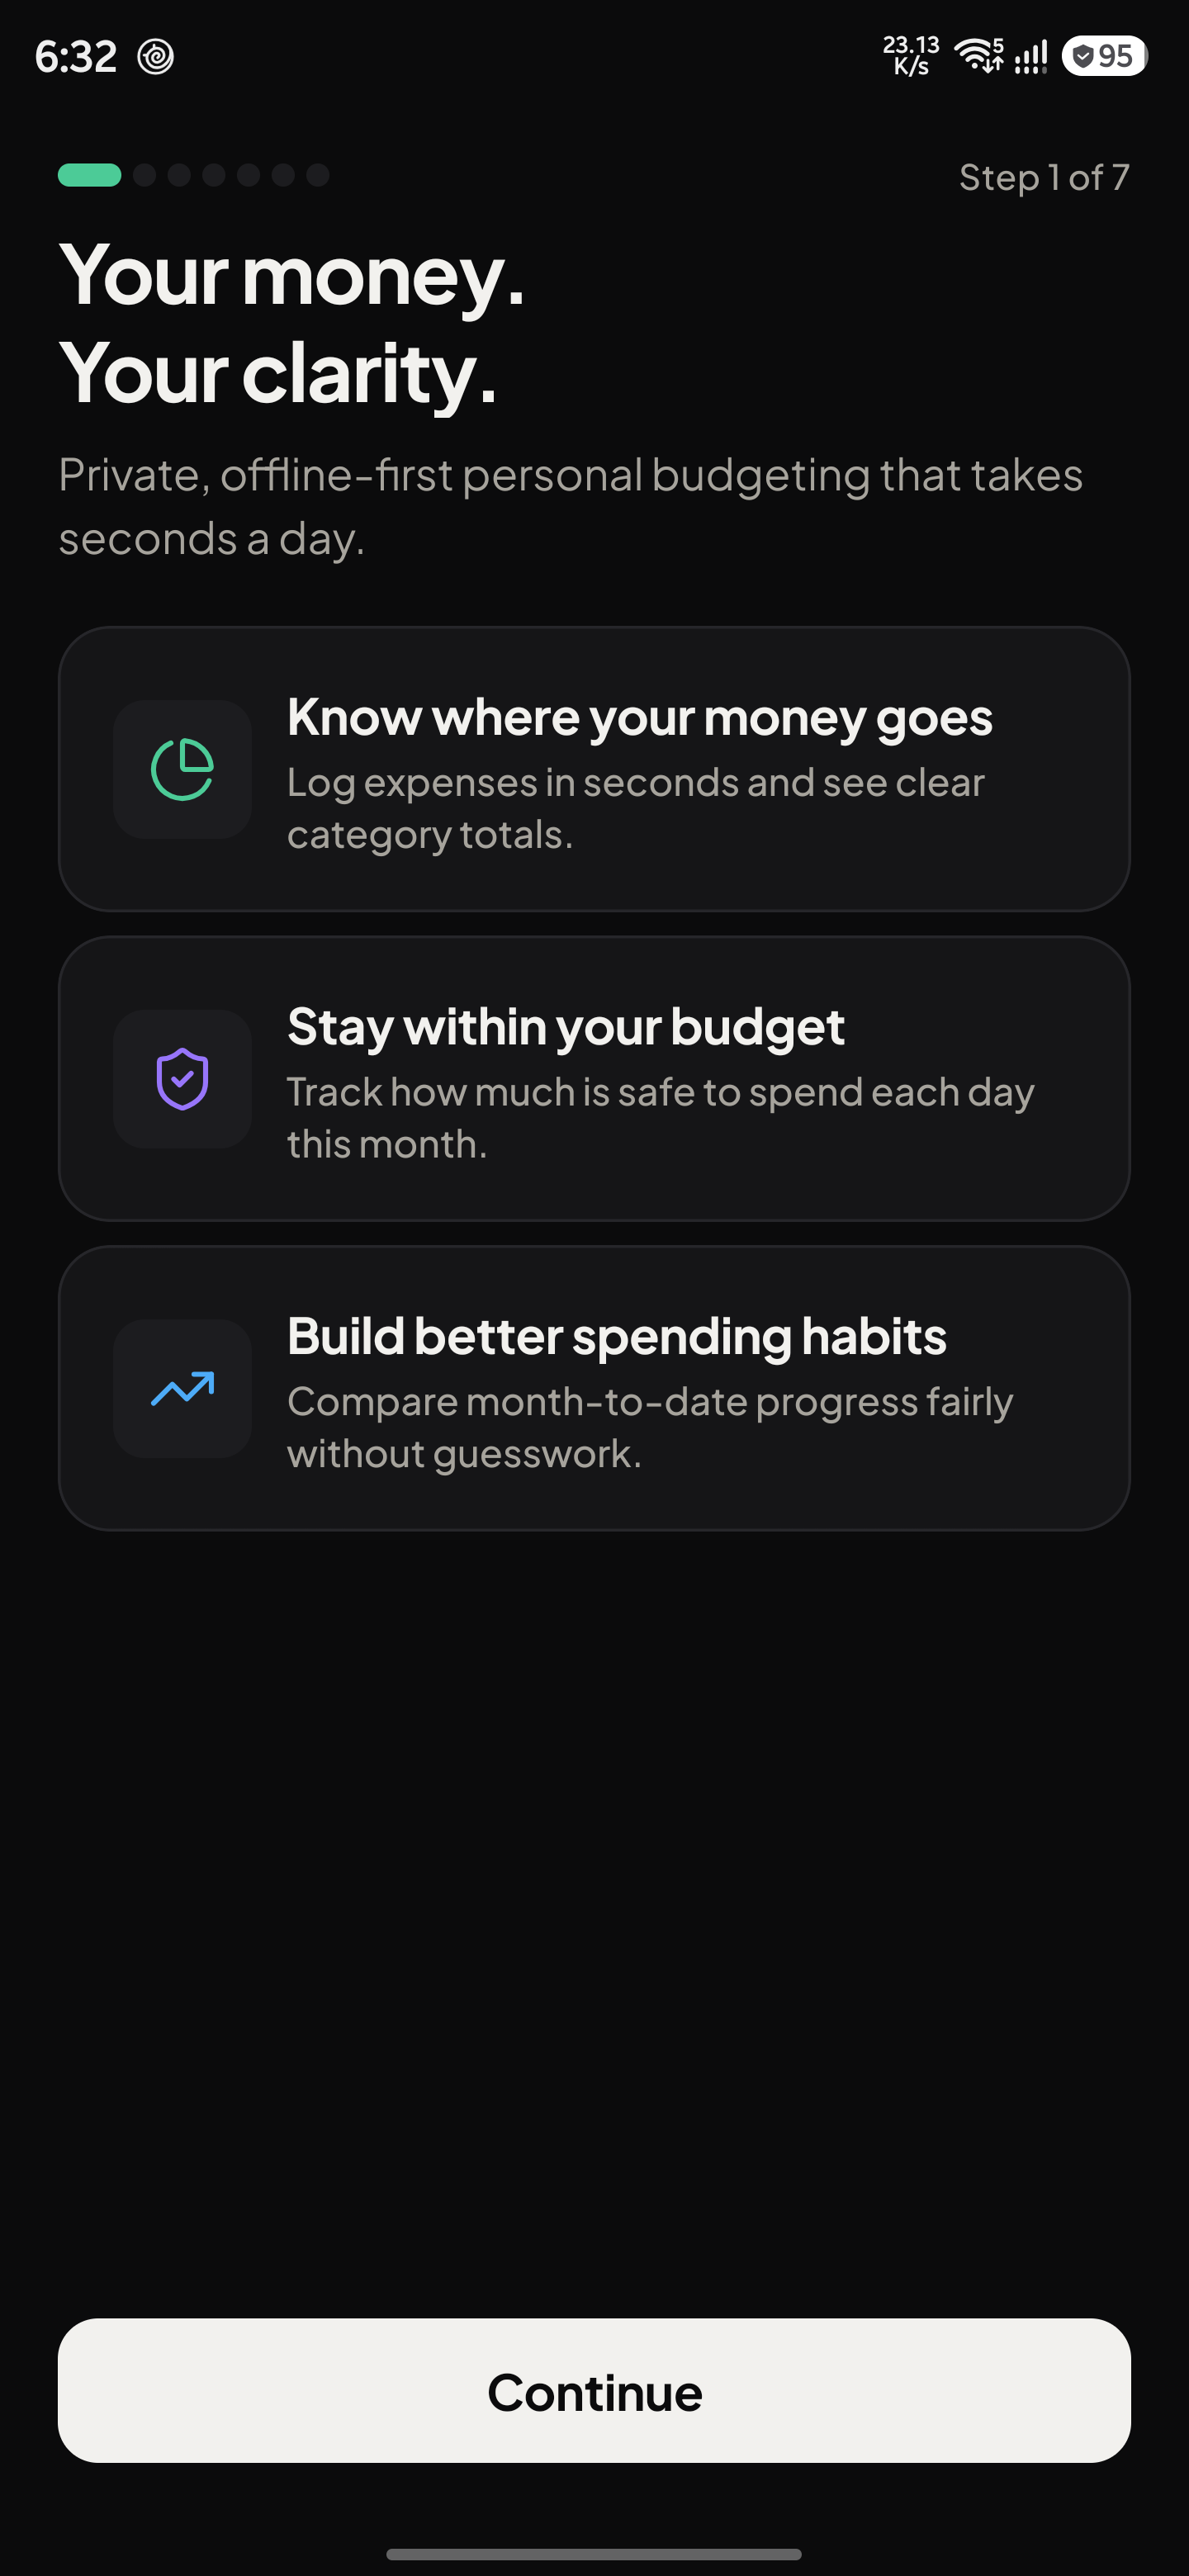 6:32
23.13
K/s
5
95
Step 1 of 7
Your money.
Your clarity.
Private, offline-first personal budgeting that takes
seconds a day.
Know where your money goes
Log expenses in seconds and see clear
category totals.
Stay within your budget
Track how much is safe to spend each day
this month.
Build better spending habits
Compare month-to-date progress fairly
without guesswork.
Continue